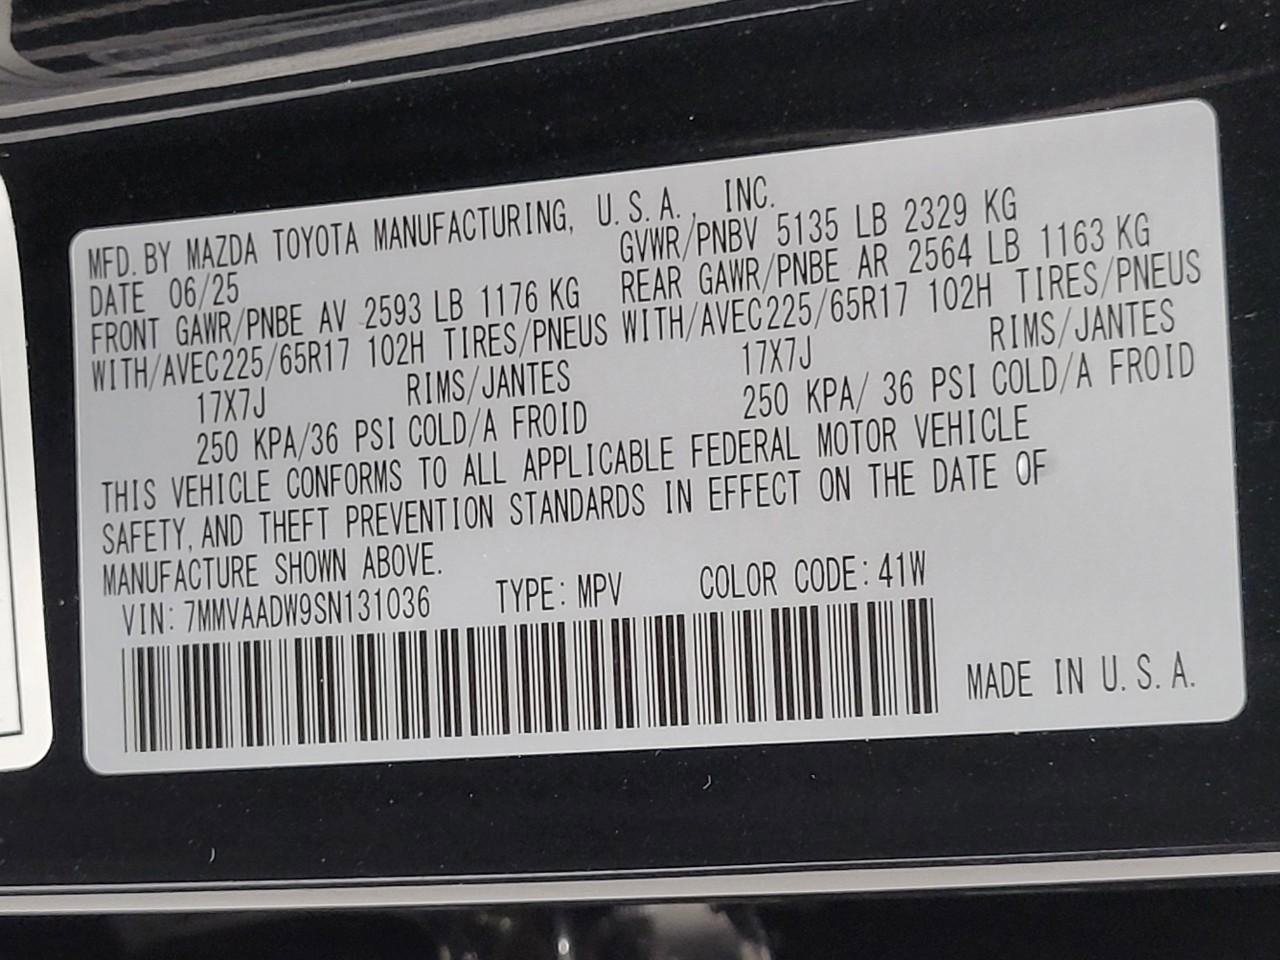 MFD. BY MAZDA TOYOTA MANUFACTURING, U.S.A., INC.
DATE 06/25 GVWR/PNBV 5135 LB 2329 KG
FRONT GAWR/PNBE AV 2593 LB 1176 KG REAR GAWR/PNBE AR 2564 LB 1163 KG
WITH/AVEC225/65R17 102H TIRES/PNEUS WITH/AVEC225/65R17 102H TIRES/PNEUS
17X7J RIMS/JANTES 17X7J RIMS/JANTES
250 KPA/36 PSI COLD/A FROID 250 KPA/ 36 PSI COLD/A FROID
THIS VEHICLE CONFORMS TO ALL APPLICABLE FEDERAL MOTOR VEHICLE
SAFETY, AND THEFT PREVENTION STANDARDS IN EFFECT ON THE DATE OF
MANUFACTURE SHOWN ABOVE.
VIN: 7MMVAADW9SN131036 TYPE: MPV COLOR CODE: 41W
MADE IN U.S.A.